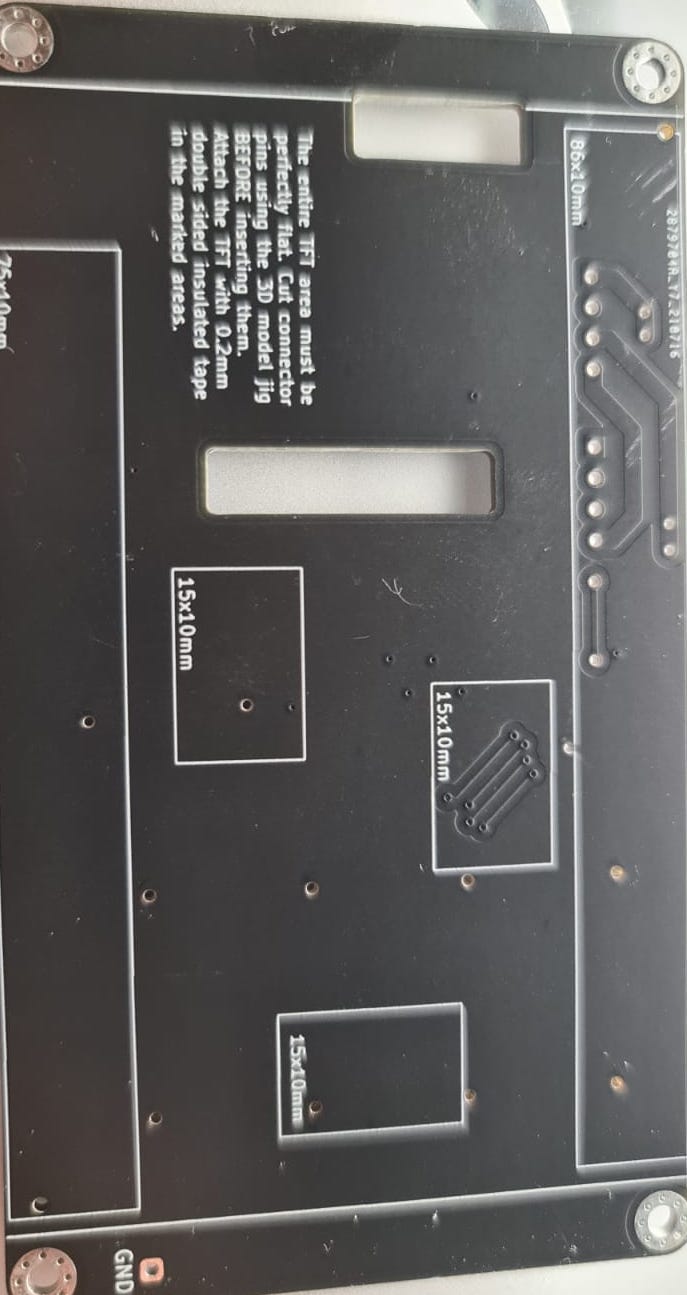 The entire TFT area must be
perfectly flat. Cut connector
pins using the 3D model jig
BEFORE inserting them.
Attach the TFT with 0.2mm
double sided insulated tape
in the marked areas.
86x10mm
2879704A_Y7_210716
15x10mm
15x10mm
15x10mm
75x10mm
GND